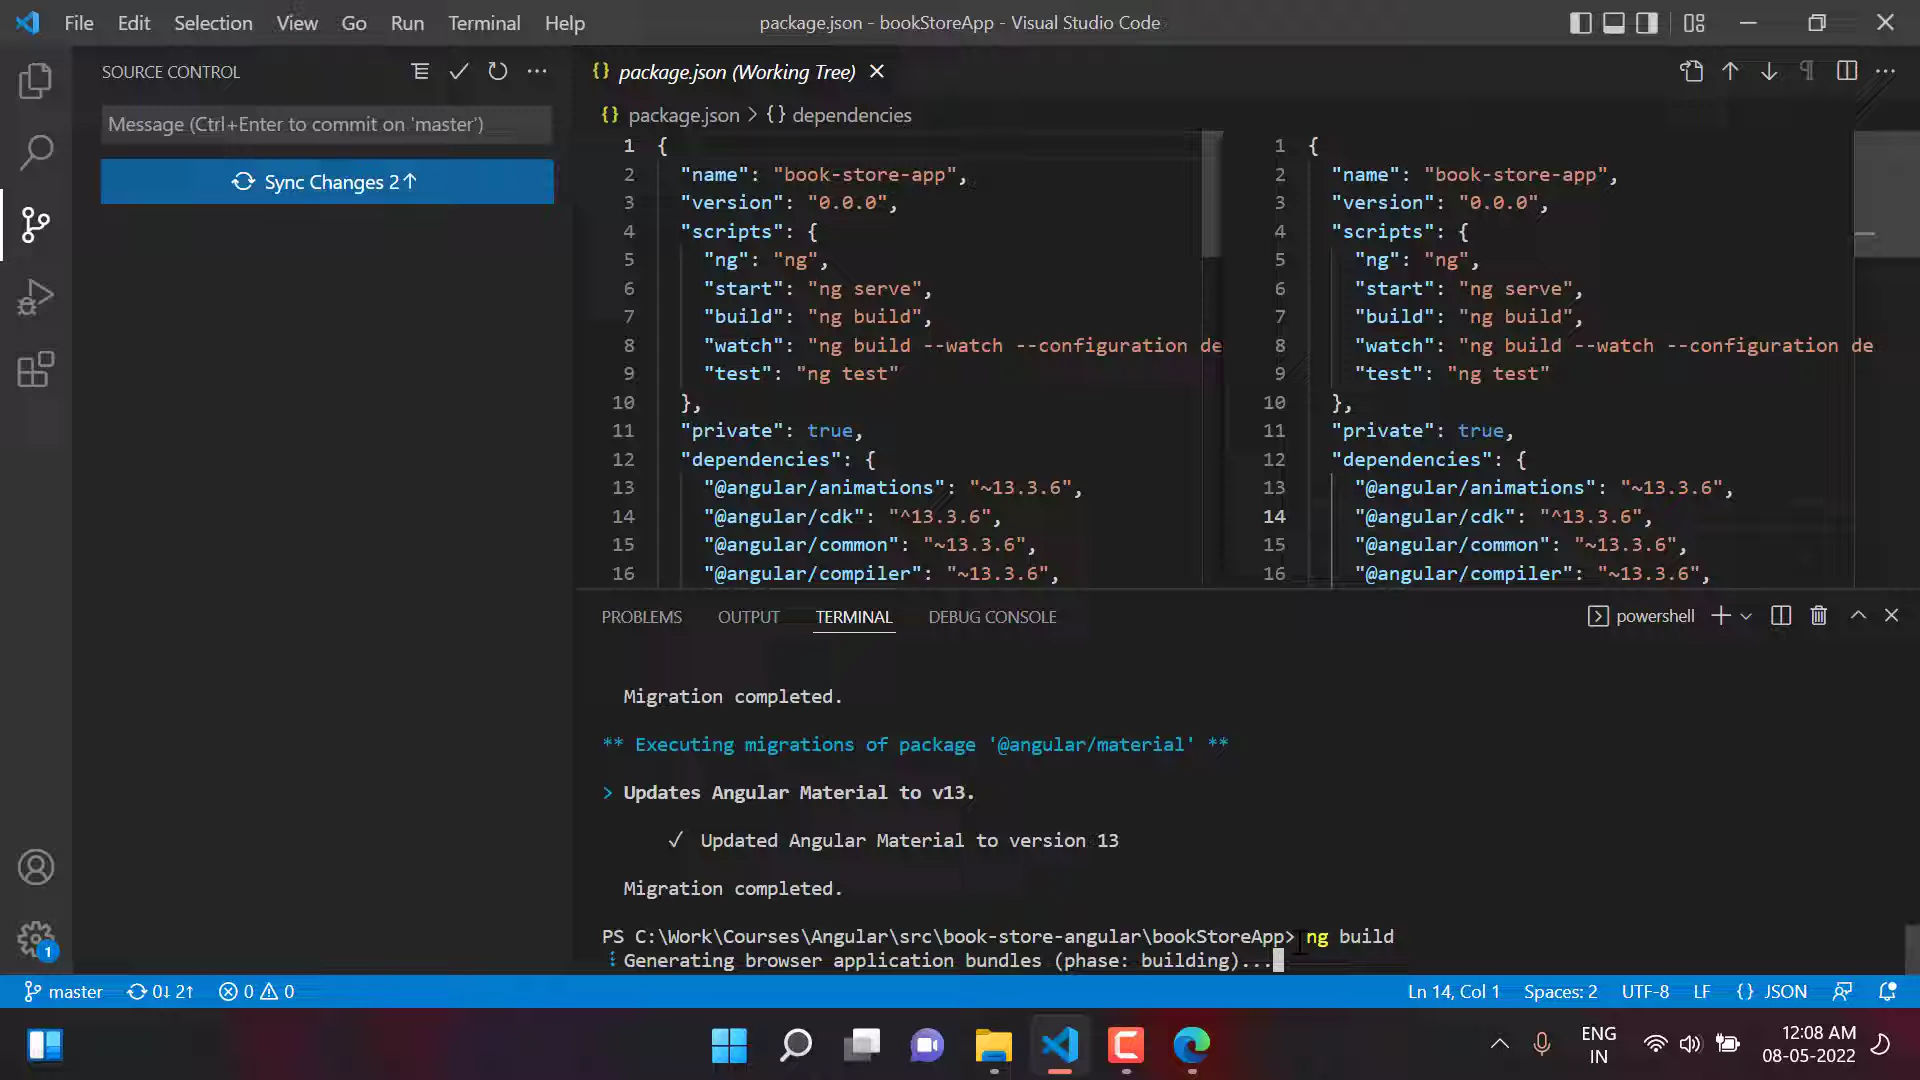 File Edit Selection View Go Run Terminal Help
package.json - bookStoreApp - Visual Studio Code
SOURCE CONTROL
Message (Ctrl+Enter to commit on 'master')
Sync Changes 2↑
{} package.json (Working Tree)
{} package.json > {} dependencies
1 {
2 "name": "book-store-app",
3 "version": "0.0.0",
4 "scripts": {
5 "ng": "ng",
6 "start": "ng serve",
7 "build": "ng build",
8 "watch": "ng build --watch --configuration de
9 "test": "ng test"
10 },
11 "private": true,
12 "dependencies": {
13 "@angular/animations": "~13.3.6",
14 "@angular/cdk": "^13.3.6",
15 "@angular/common": "~13.3.6",
16 "@angular/compiler": "~13.3.6",
1 {
2 "name": "book-store-app",
3 "version": "0.0.0",
4 "scripts": {
5 "ng": "ng",
6 "start": "ng serve",
7 "build": "ng build",
8 "watch": "ng build --watch --configuration de
9 "test": "ng test"
10 },
11 "private": true,
12 "dependencies": {
13 "@angular/animations": "~13.3.6",
14 "@angular/cdk": "^13.3.6",
15 "@angular/common": "~13.3.6",
16 "@angular/compiler": "~13.3.6",
PROBLEMS OUTPUT TERMINAL DEBUG CONSOLE
powershell
Migration completed.
** Executing migrations of package '@angular/material' **
> Updates Angular Material to v13.
√ Updated Angular Material to version 13
Migration completed.
PS C:\Work\Courses\Angular\src\book-store-angular\bookStoreApp> ng build
Generating browser application bundles (phase: building)...
1
master 0↓ 2↑ 0 0
Ln 14, Col 1 Spaces: 2 UTF-8 LF {} JSON
ENG
IN
12:08 AM
08-05-2022